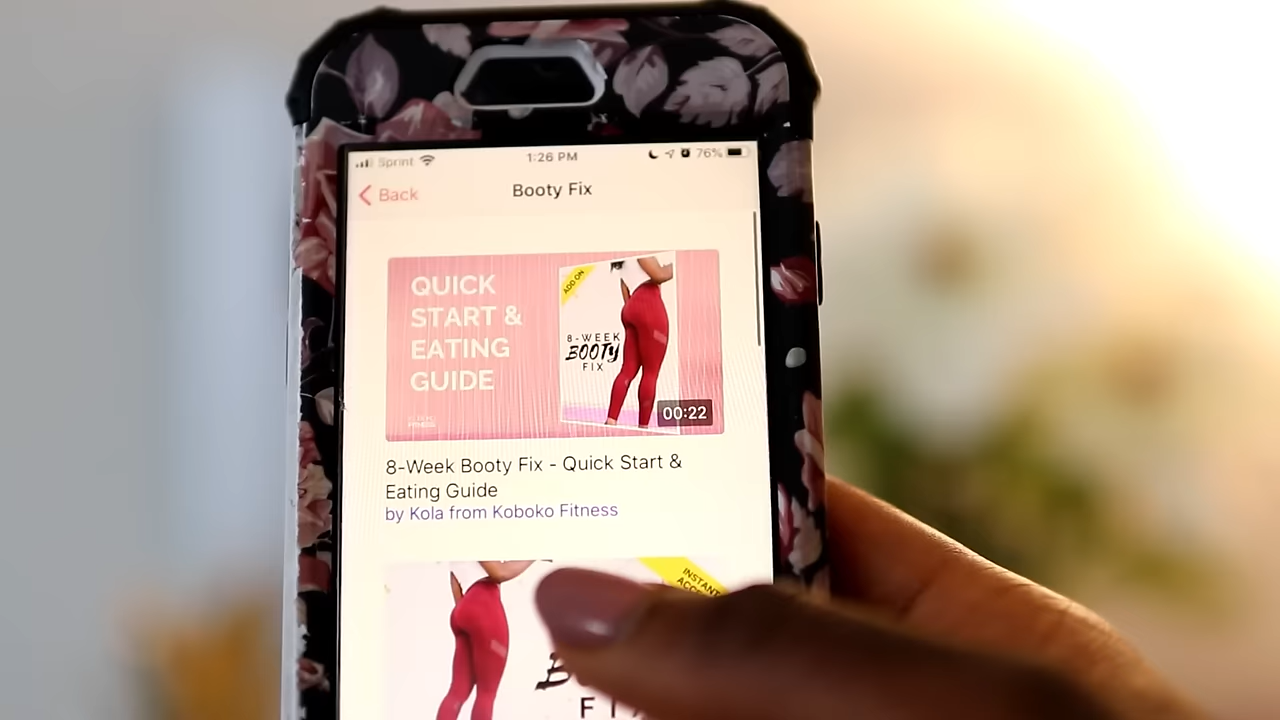 Sprint
1:26 PM
76%
Back
Booty Fix
QUICK
START &
EATING
GUIDE
ADD ON
8-WEEK
BOOTY
FIX
00:22
8-Week Booty Fix - Quick Start &
Eating Guide
by Kola from Koboko Fitness
INSTANT